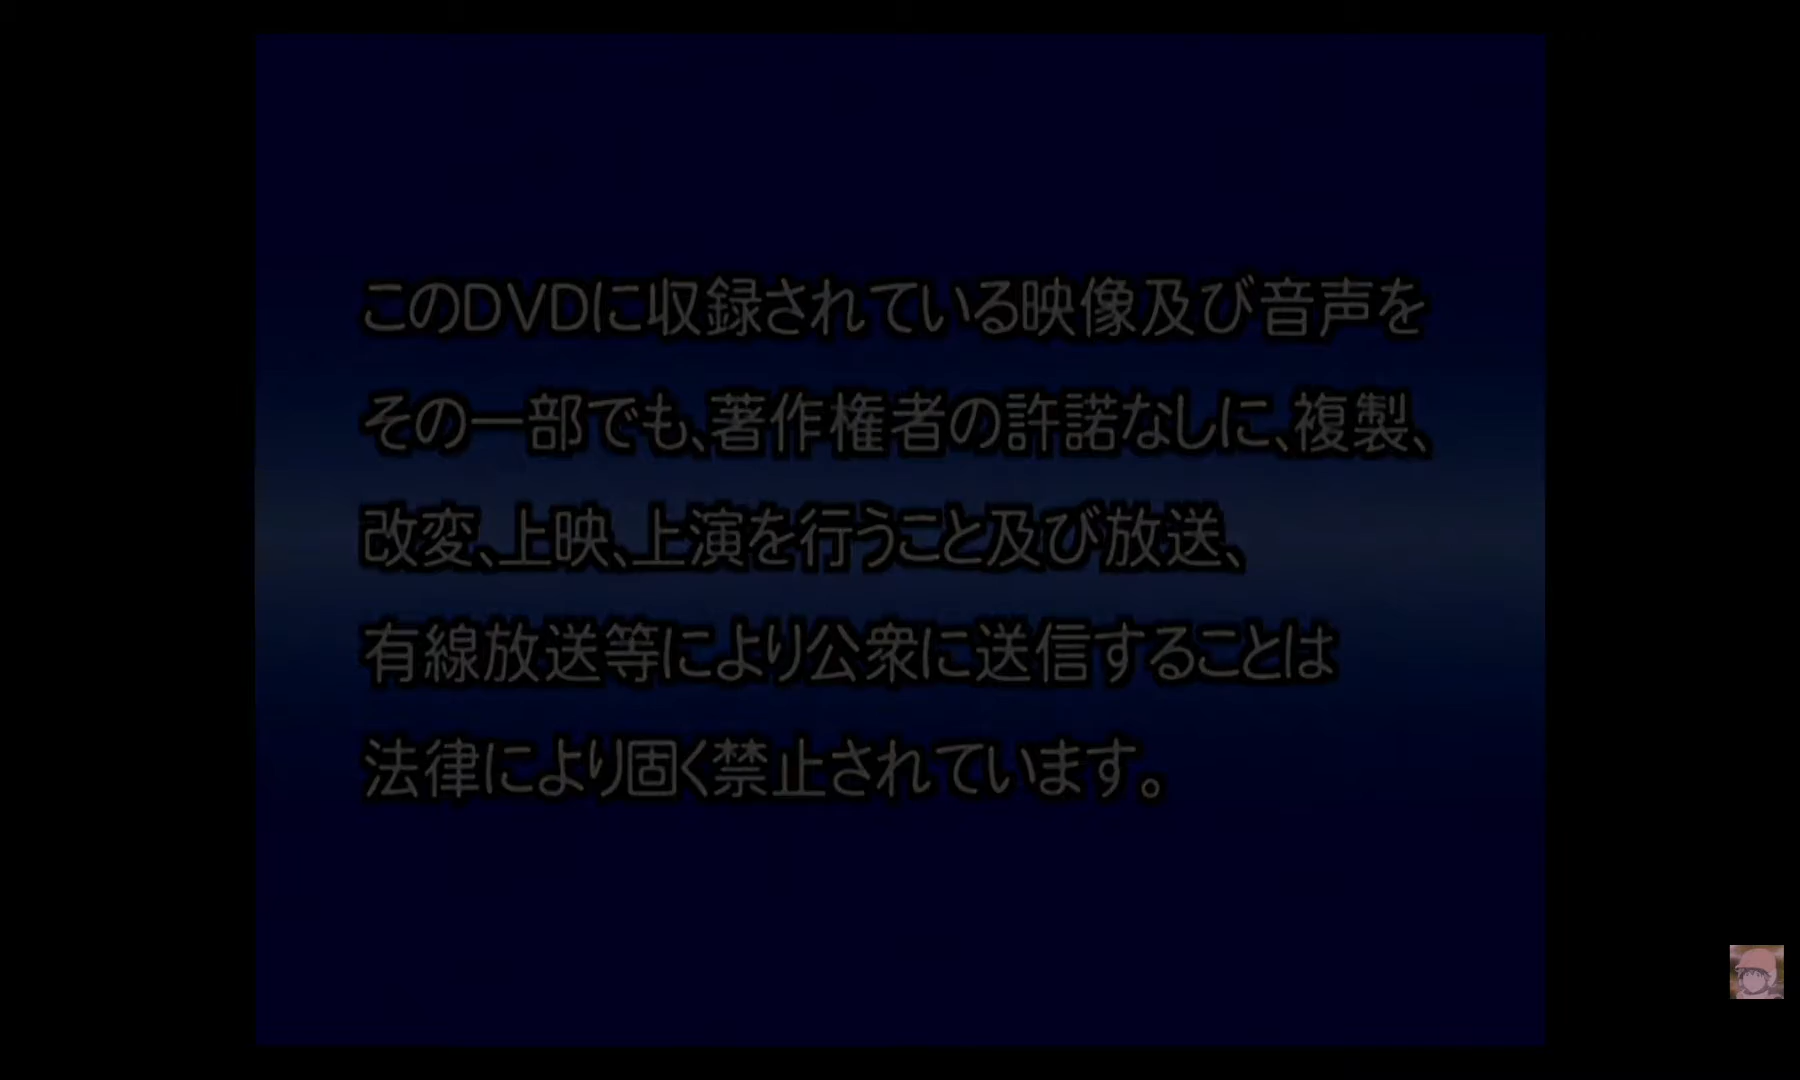 このDVDに収録されている映像及び音声を
その一部でも、著作権者の許諾なしに、複製、
改変、上映、上演を行うこと及び放送、
有線放送等により公衆に送信することは
法律により固く禁止されています。